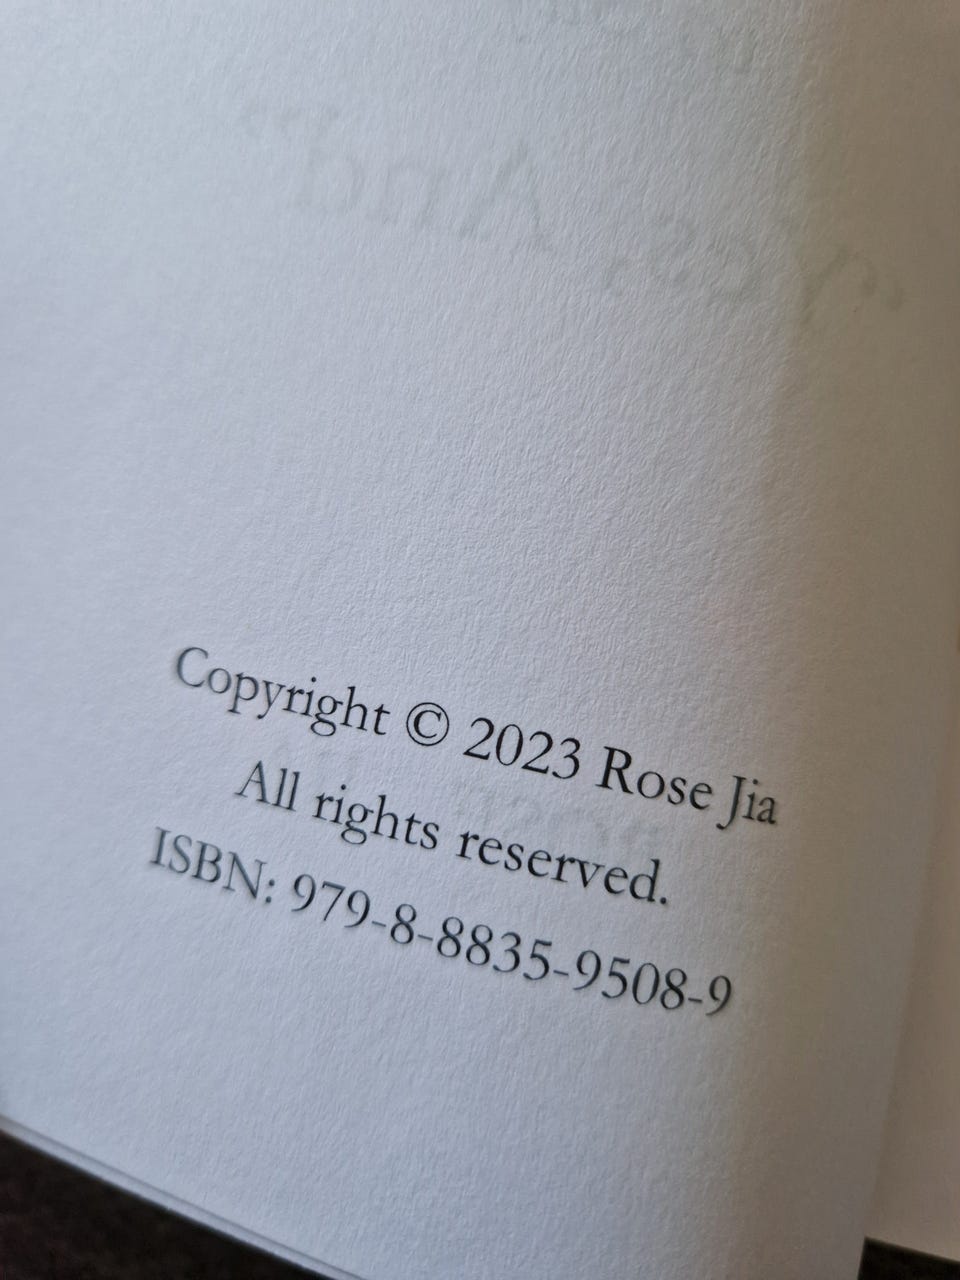 Copyright © 2023 Rose Jia
All rights reserved.
ISBN: 979-8-8835-9508-9